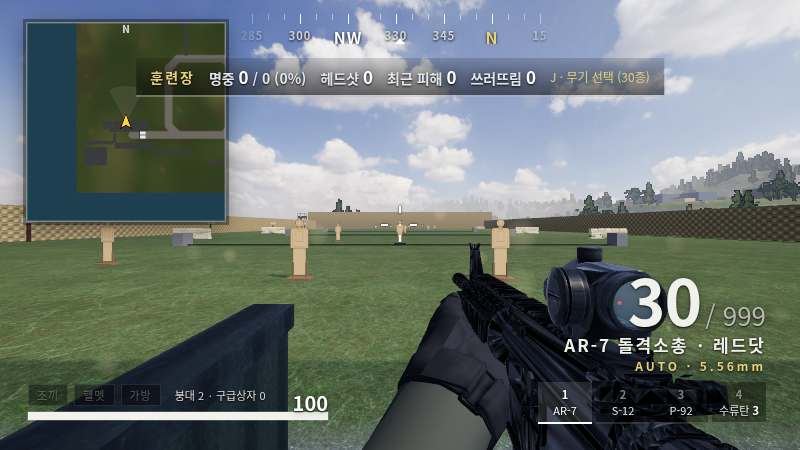 N
285 300 NW 330 345 N 15
훈련장 명중 0 / 0 (0%) 헤드샷 0 최근 피해 0 쓰러뜨림 0 J · 무기 선택 (30종)
30 / 999
AR-7 돌격소총 · 레드닷
AUTO · 5.56mm
조끼 헬멧 가방 붕대 2 · 구급상자 0 100
1 2 3 4
AR-7 S-12 P-92 수류탄 3